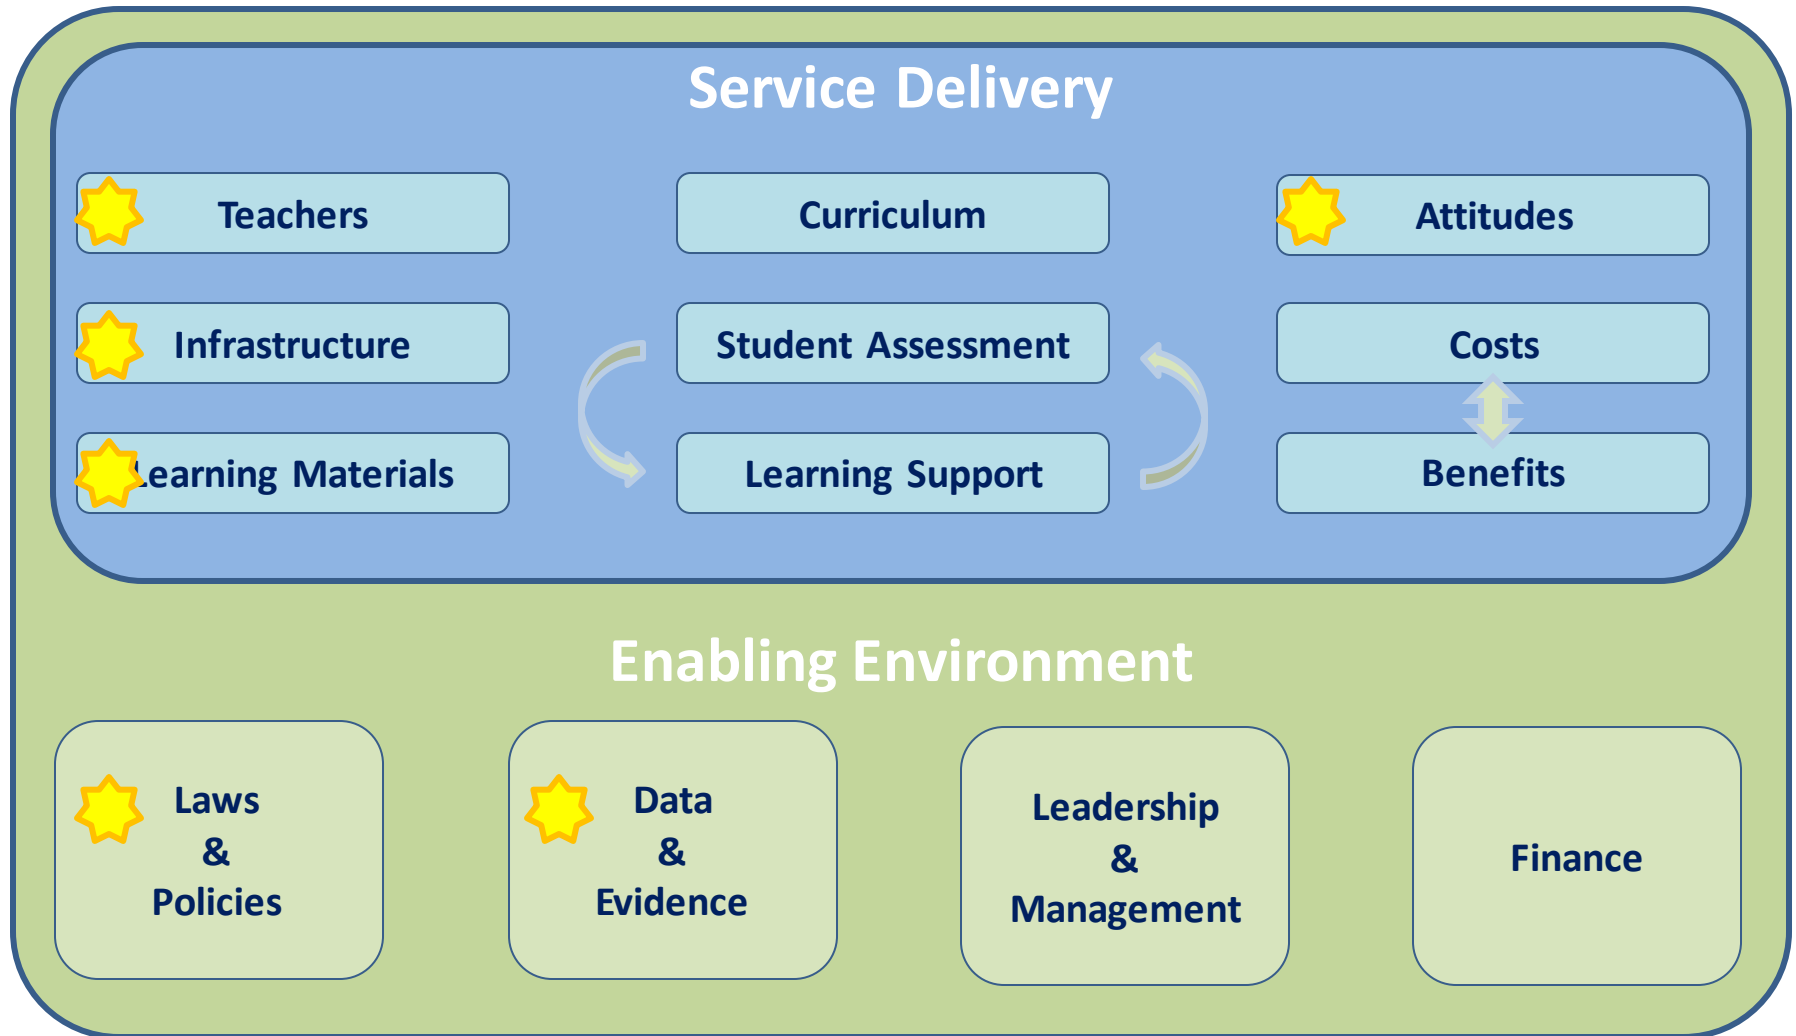 Service Delivery
Teachers
Curriculum
Attitudes
Infrastructure
Student Assessment
Costs
Learning Materials
Learning Support
Benefits
Enabling Environment
Laws
&
Policies
Data
&
Evidence
Leadership
&
Management
Finance